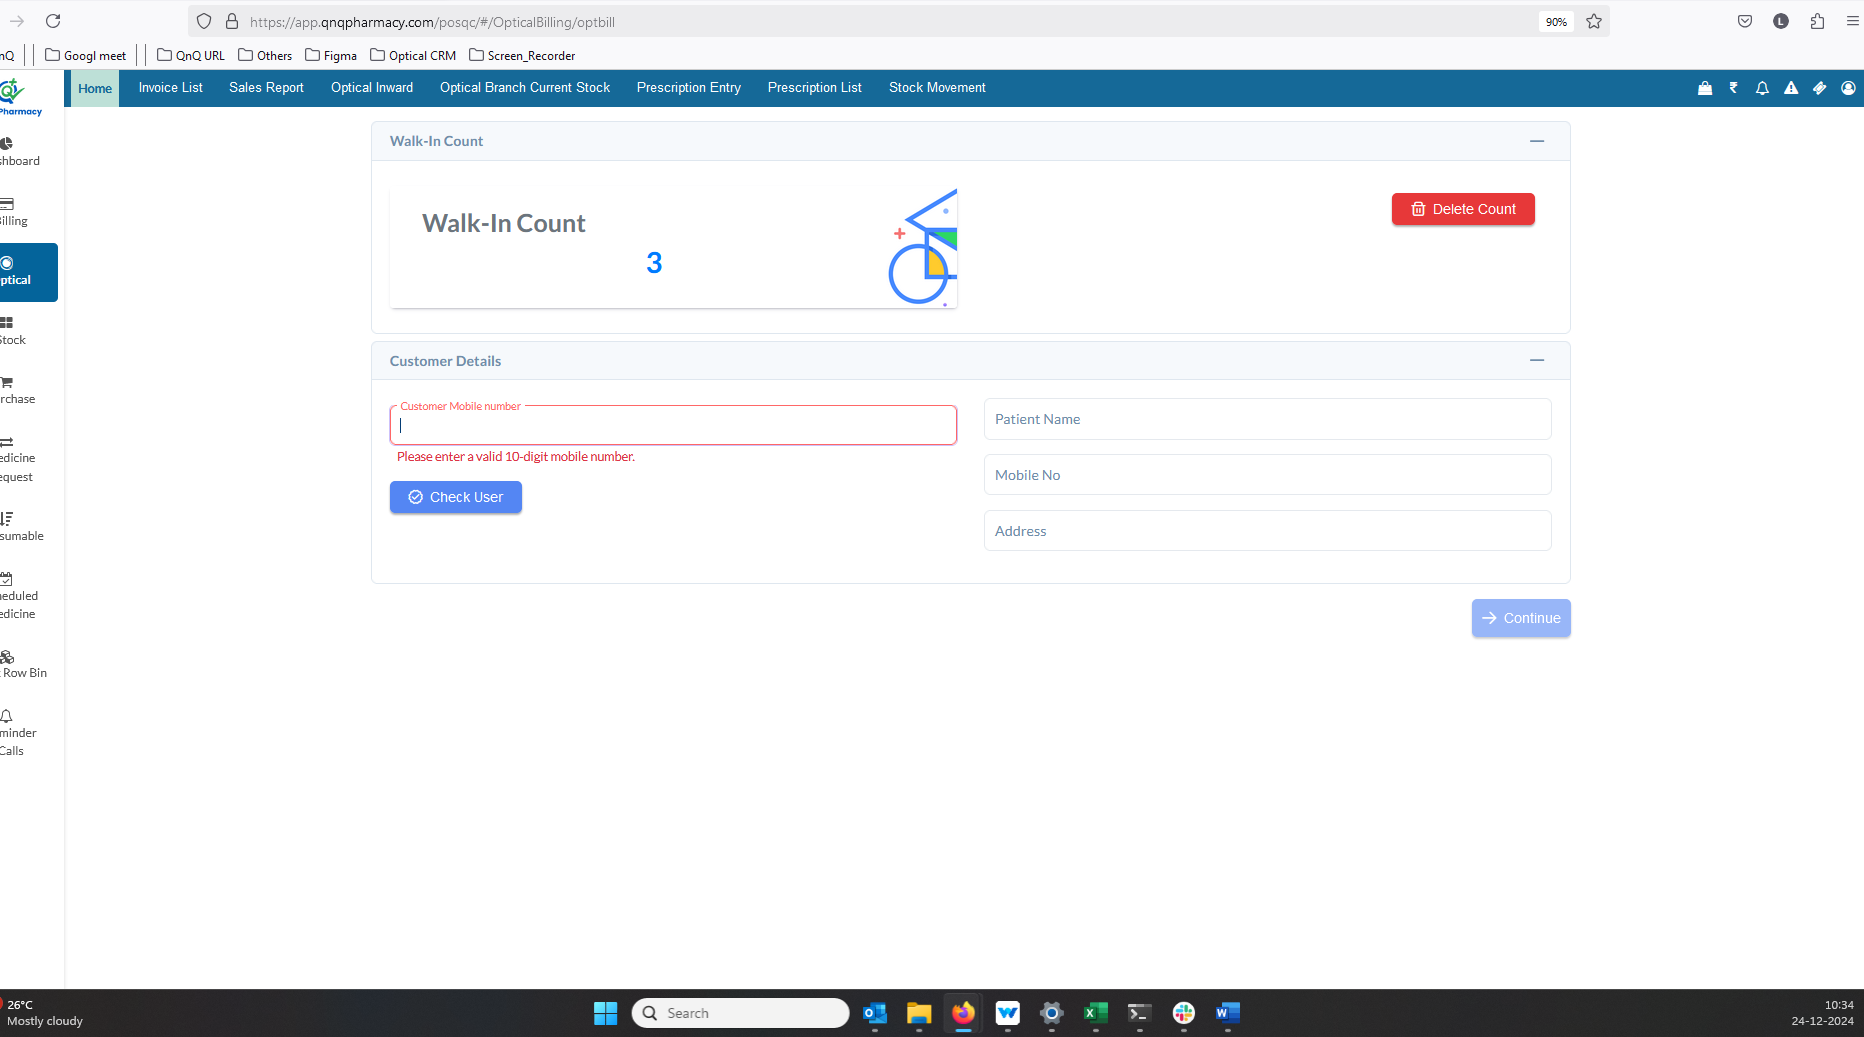 https://app.qnqpharmacy.com/posqc/#/OpticalBilling/optbill
90%
L
nQ
Googl meet
QnQ URL
Others
Figma
Optical CRM
Screen_Recorder
Pharmacy
Home
Invoice List
Sales Report
Optical Inward
Optical Branch Current Stock
Prescription Entry
Prescription List
Stock Movement
shboard
illing
ptical
Stock
rchase
edicine
equest
sumable
heduled
edicine
Row Bin
minder
Calls
Walk-In Count
Walk-In Count
3
Delete Count
Customer Details
Customer Mobile number
Please enter a valid 10-digit mobile number.
Check User
Patient Name
Mobile No
Address
Continue
26°C
Mostly cloudy
Search
10:34
24-12-2024